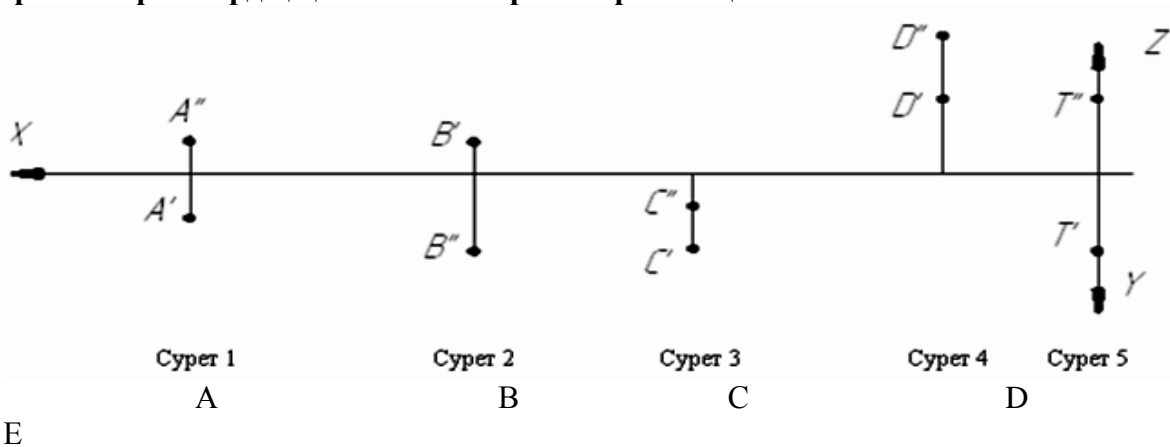 D″ Z
A″ D′ T″
X B′
A′ C″
B″ C′ T′
Y
Сурет 1 Сурет 2 Сурет 3 Сурет 4 Сурет 5
A B C D
E